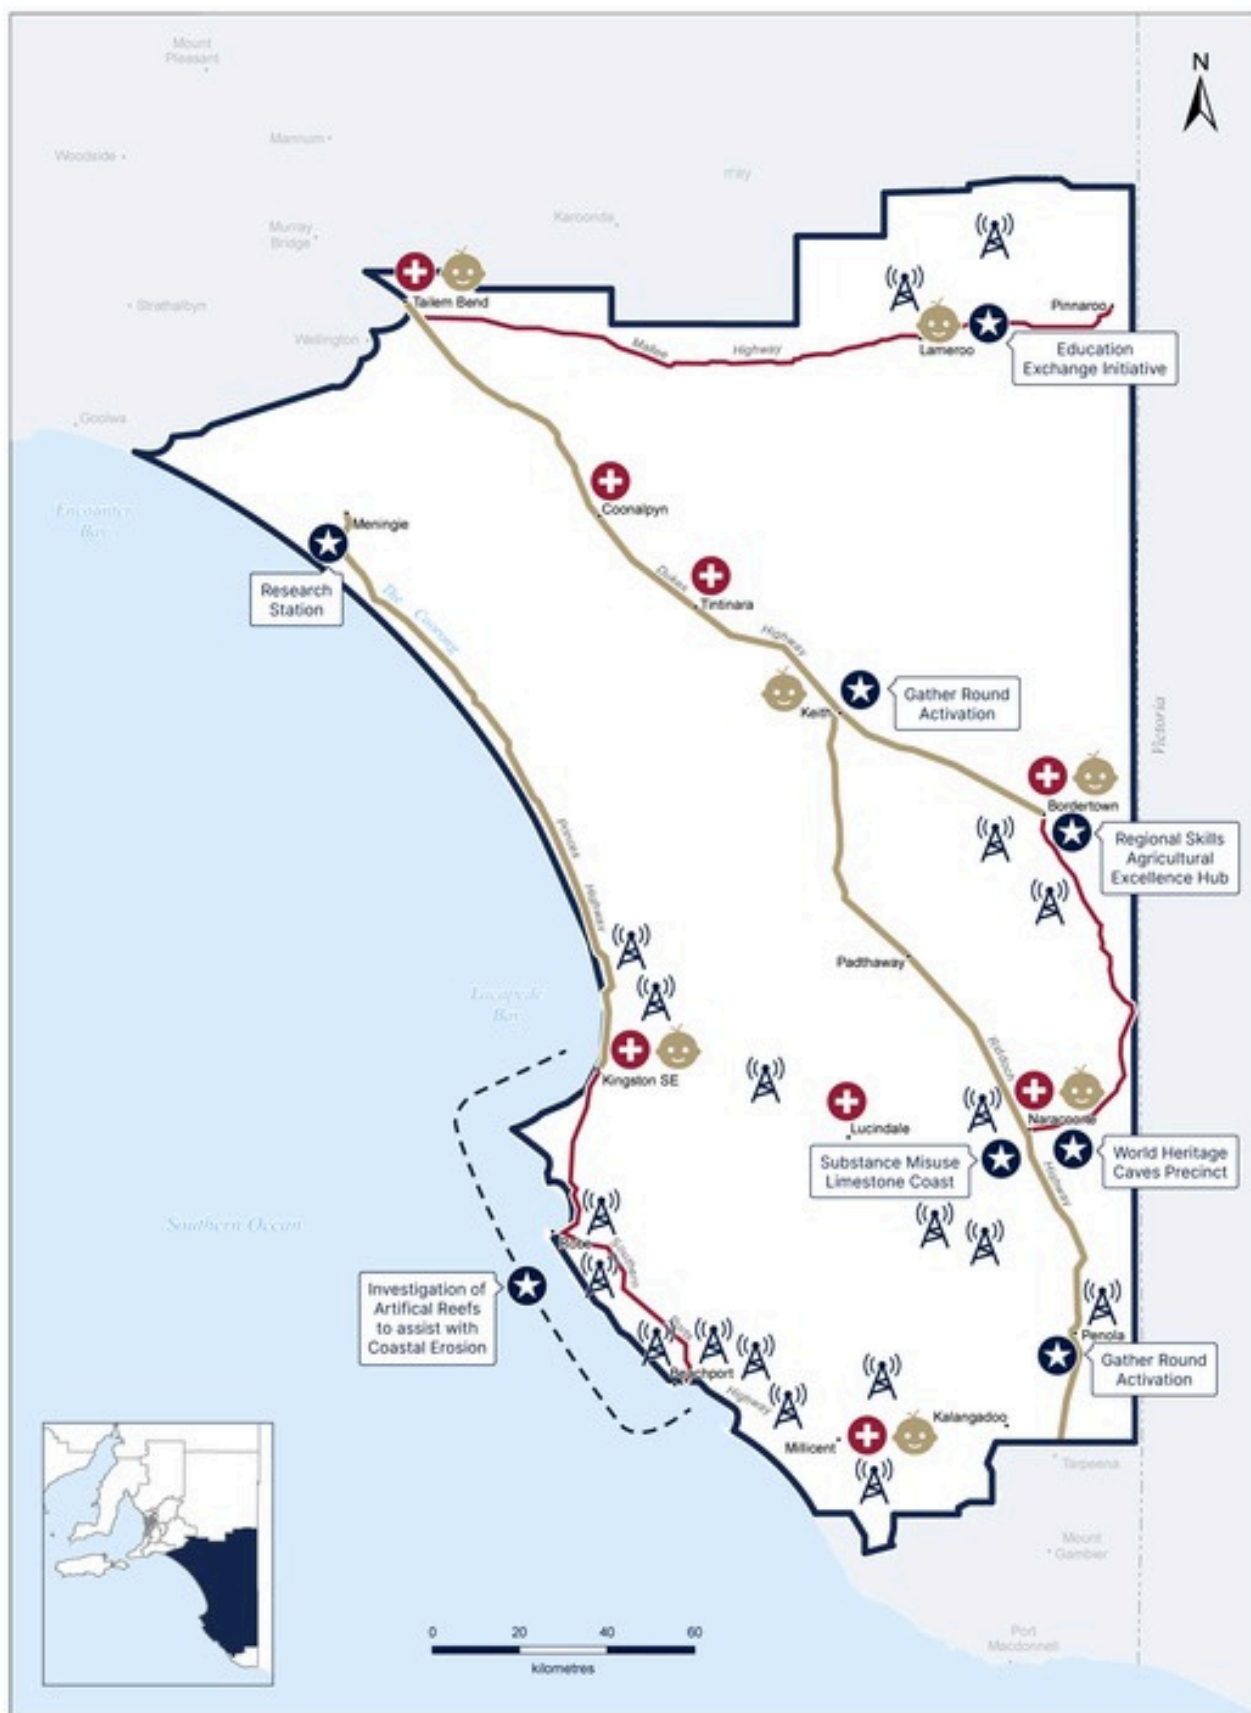 Mount
Pleasant
N
Mannum
Woodside
Karoonda
Murray
Bridge
Tailem Bend
Strathalbyn
Pinnaroo
Wellington
Mallee
Highway
Lameroo
Education
Exchange Initiative
Goolwa
Encounter
Bay
Coonalpyn
Meningie
Research
Station
The Coorong
Dukes
Tintinara
Highway
Keith
Gather Round
Activation
Victoria
Bordertown
Regional Skills
Agricultural
Excellence Hub
Princes
Highway
Padthaway
Lacepede
Bay
Riddoch
Kingston SE
Lucindale
Naracoorte
Substance Misuse
Limestone Coast
World Heritage
Caves Precinct
Highway
Southern Ocean
Robe
Southern
Investigation of
Artifical Reefs
to assist with
Coastal Erosion
Ports
Penola
Gather Round
Activation
Beachport
Highway
Kalangadoo
Millicent
Tarpeena
Mount
Gambier
0 20 40 60
kilometres
Port
Macdonnell